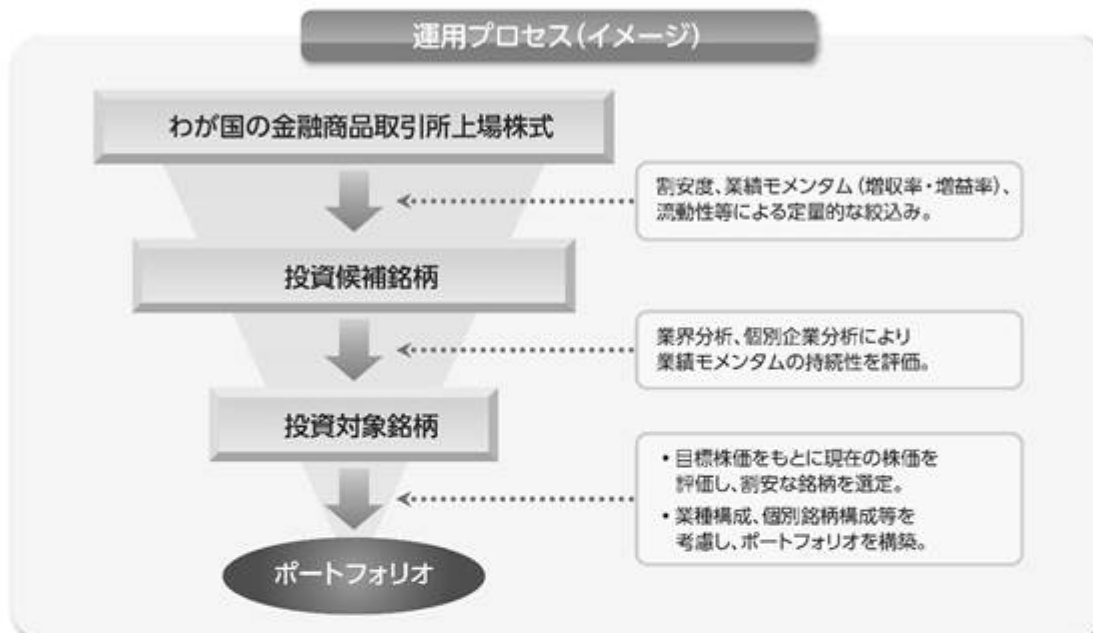 運用プロセス(イメージ)
わが国の金融商品取引所上場株式
割安度、業績モメンタム(増収率・増益率)、
流動性等による定量的な絞込み。
投資候補銘柄
業界分析、個別企業分析により
業績モメンタムの持続性を評価。
投資対象銘柄
・目標株価をもとに現在の株価を
評価し、割安な銘柄を選定。
・業種構成、個別銘柄構成等を
考慮し、ポートフォリオを構築。
ポートフォリオ